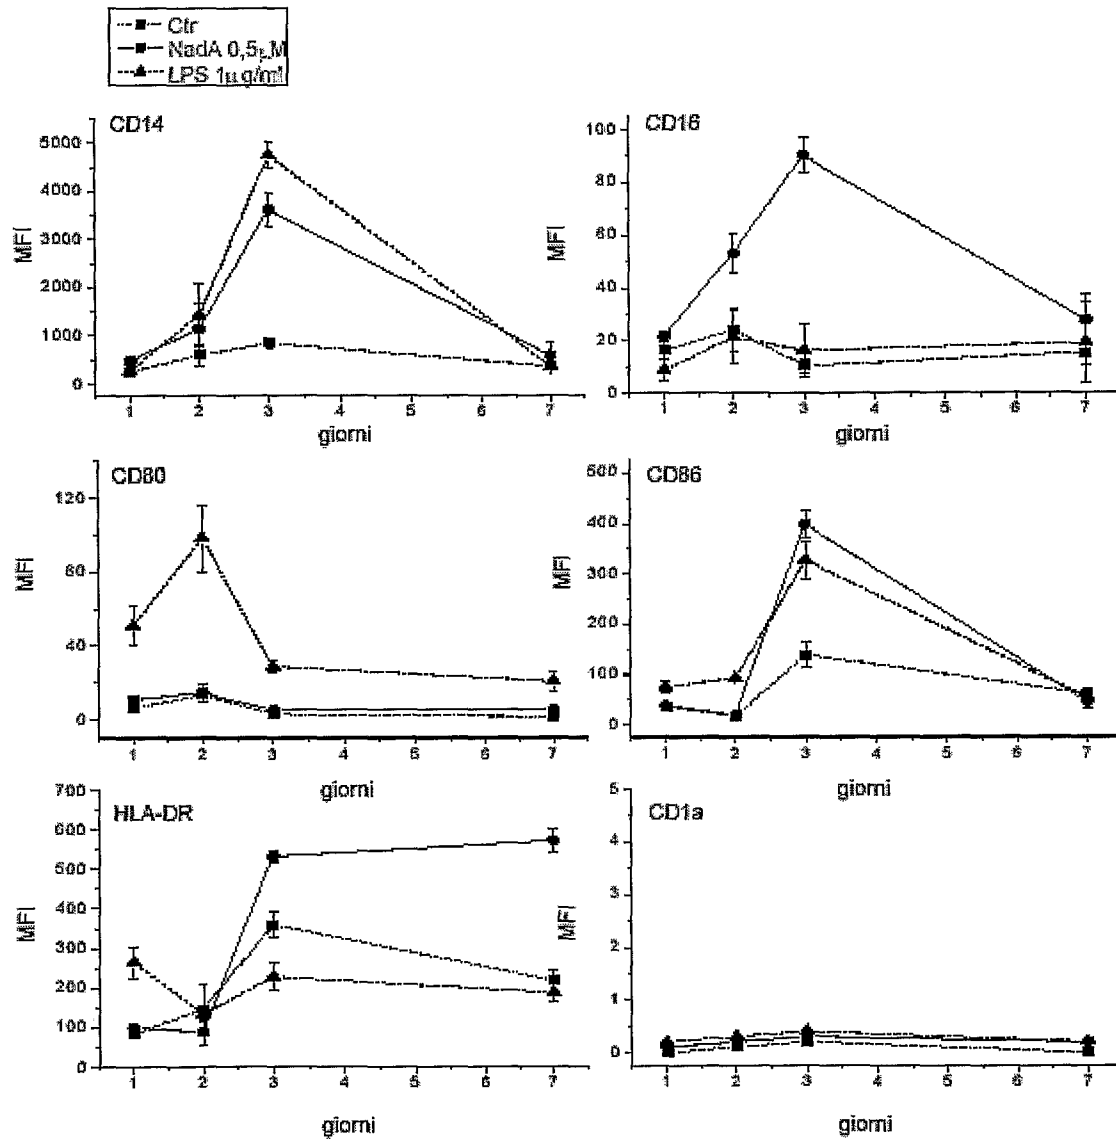 Ctr
NadA 0,5μM
LPS 1μg/ml
CD14
5000
4000
3000
2000
1000
0
MFI
1 2 3 4 5 6 7
giorni
CD16
100
80
60
40
20
0
MFI
1 2 3 4 5 6 7
giorni
CD80
120
80
40
0
MFI
1 2 3 4 5 6 7
giorni
CD86
500
400
300
200
100
0
MFI
1 2 3 4 5 6 7
giorni
HLA-DR
700
600
500
400
300
200
100
0
MFI
1 2 3 4 5 6 7
giorni
CD1a
5
4
3
2
1
0
MFI
1 2 3 4 5 6 7
giorni